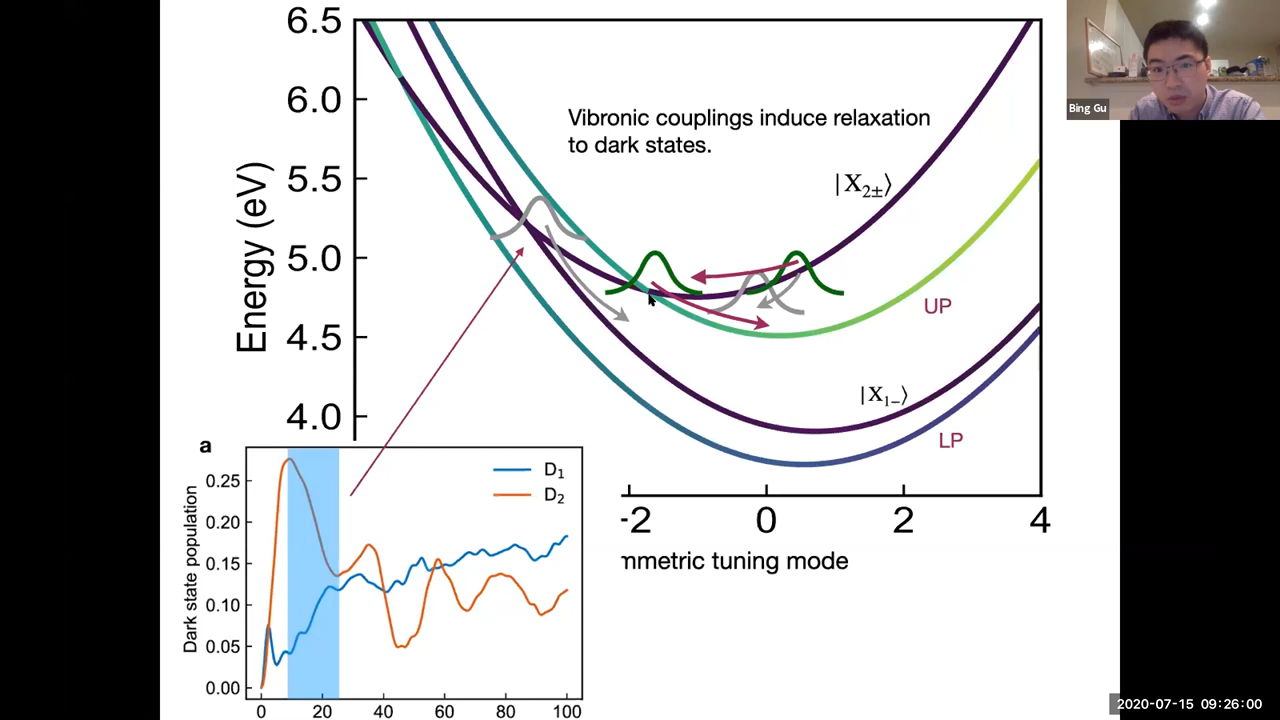 6.5
6.0
5.5
5.0
4.5
4.0
Energy (eV)
Vibronic couplings induce relaxation
to dark states.
|X2±⟩
UP
|X1−⟩
LP
-2 0 2 4
mmetric tuning mode
a
0.25
0.20
0.15
0.10
0.05
0.00
Dark state population
D1
D2
0 20 40 60 80 100
Bing Gu
2020-07-15 09:26:00